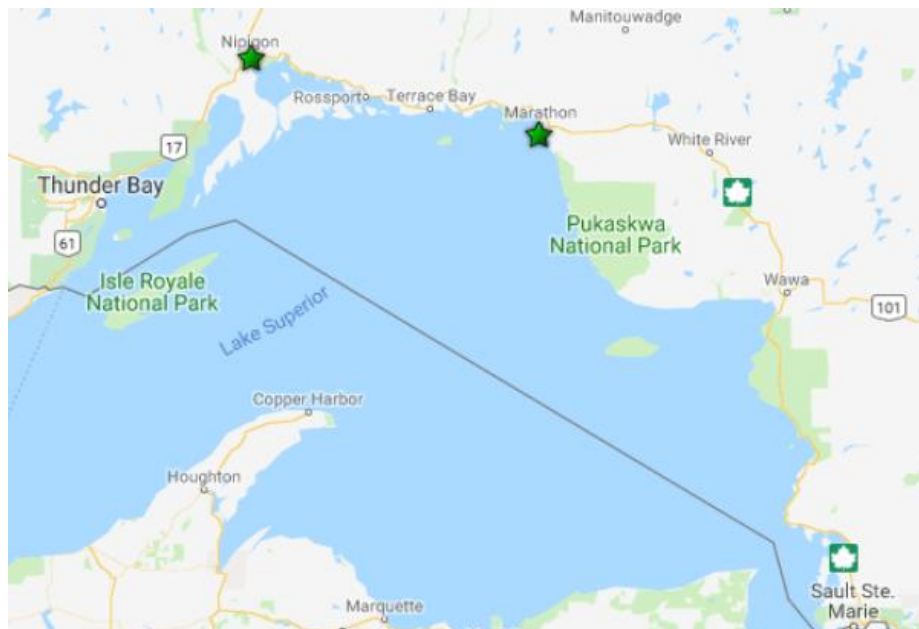 Manitouwadge
Nipigon
Rossport
Terrace Bay
Marathon
17
White River
Thunder Bay
61
Pukaskwa
National Park
Isle Royale
National Park
Wawa
101
Lake Superior
Copper Harbor
Houghton
Sault Ste.
Marie
Marquette